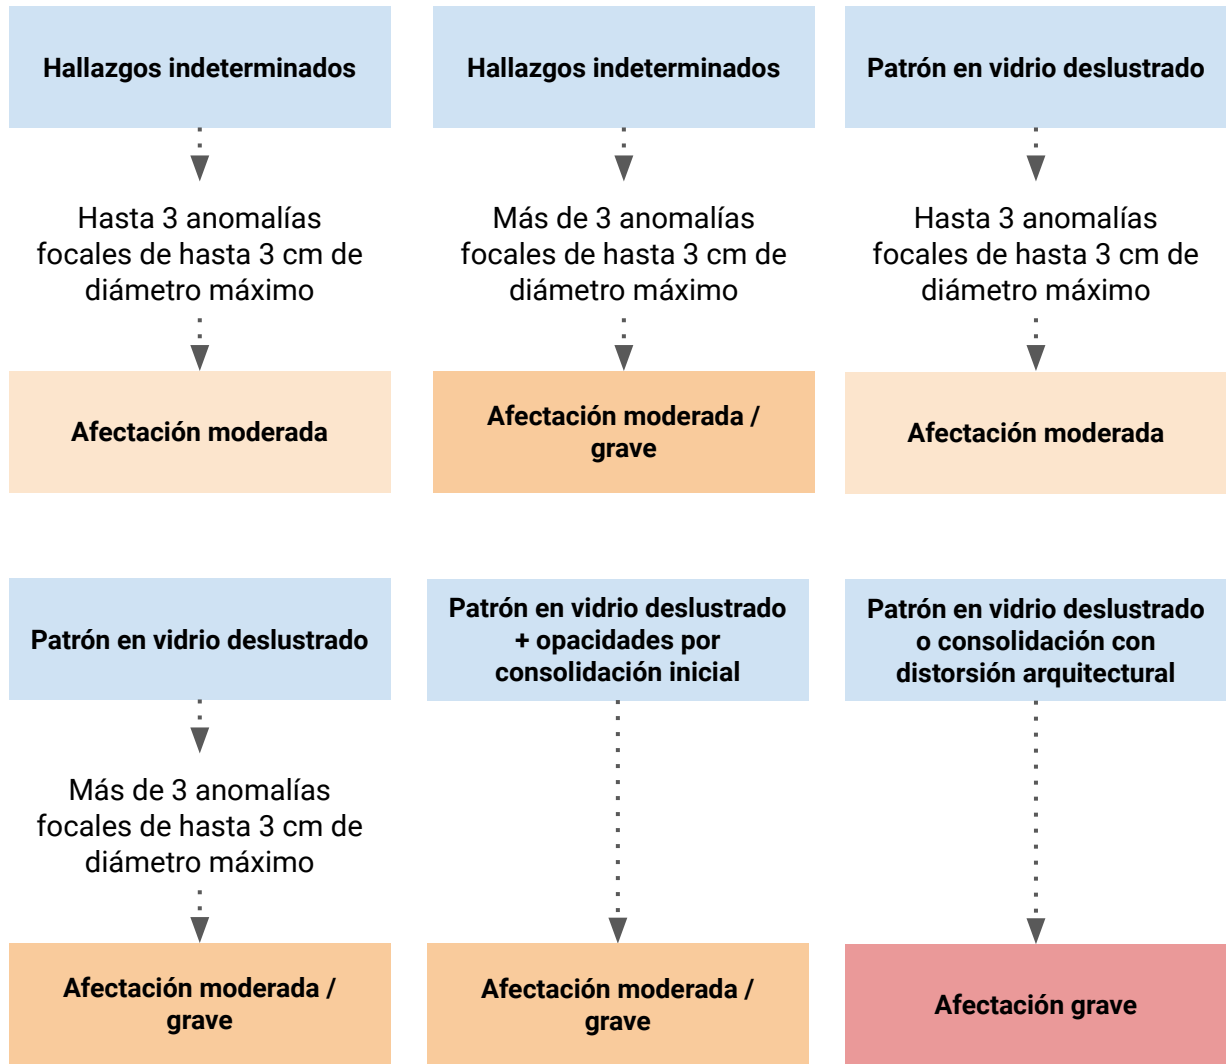 Hallazgos indeterminados
Hasta 3 anomalías
focales de hasta 3 cm de
diámetro máximo
Afectación moderada
Hallazgos indeterminados
Más de 3 anomalías
focales de hasta 3 cm de
diámetro máximo
Afectación moderada /
grave
Patrón en vidrio deslustrado
Hasta 3 anomalías
focales de hasta 3 cm de
diámetro máximo
Afectación moderada
Patrón en vidrio deslustrado
Más de 3 anomalías
focales de hasta 3 cm de
diámetro máximo
Afectación moderada /
grave
Patrón en vidrio deslustrado
+ opacidades por
consolidación inicial
Afectación moderada /
grave
Patrón en vidrio deslustrado
o consolidación con
distorsión arquitectural
Afectación grave